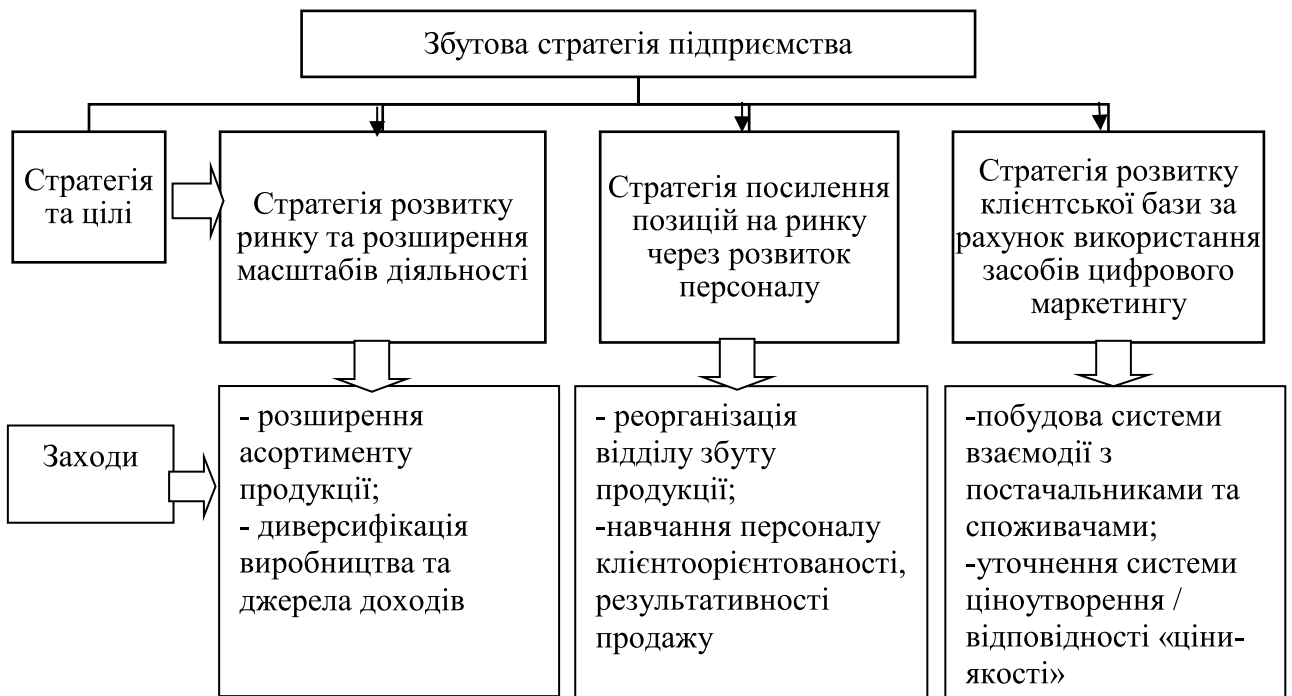 Збутова стратегія підприємства
Стратегія
та цілі
Стратегія розвитку
ринку та розширення
масштабів діяльності
Стратегія посилення
позицій на ринку
через розвиток
персоналу
Стратегія розвитку
клієнтської бази за
рахунок використання
засобів цифрового
маркетингу
Заходи
- розширення
асортименту
продукції;
- диверсифікація
виробництва та
джерела доходів
- реорганізація
відділу збуту
продукції;
-навчання персоналу
клієнтоорієнтованості,
результативності
продажу
-побудова системи
взаємодії з
постачальниками та
споживачами;
-уточнення системи
ціноутворення /
відповідності «ціни-
якості»